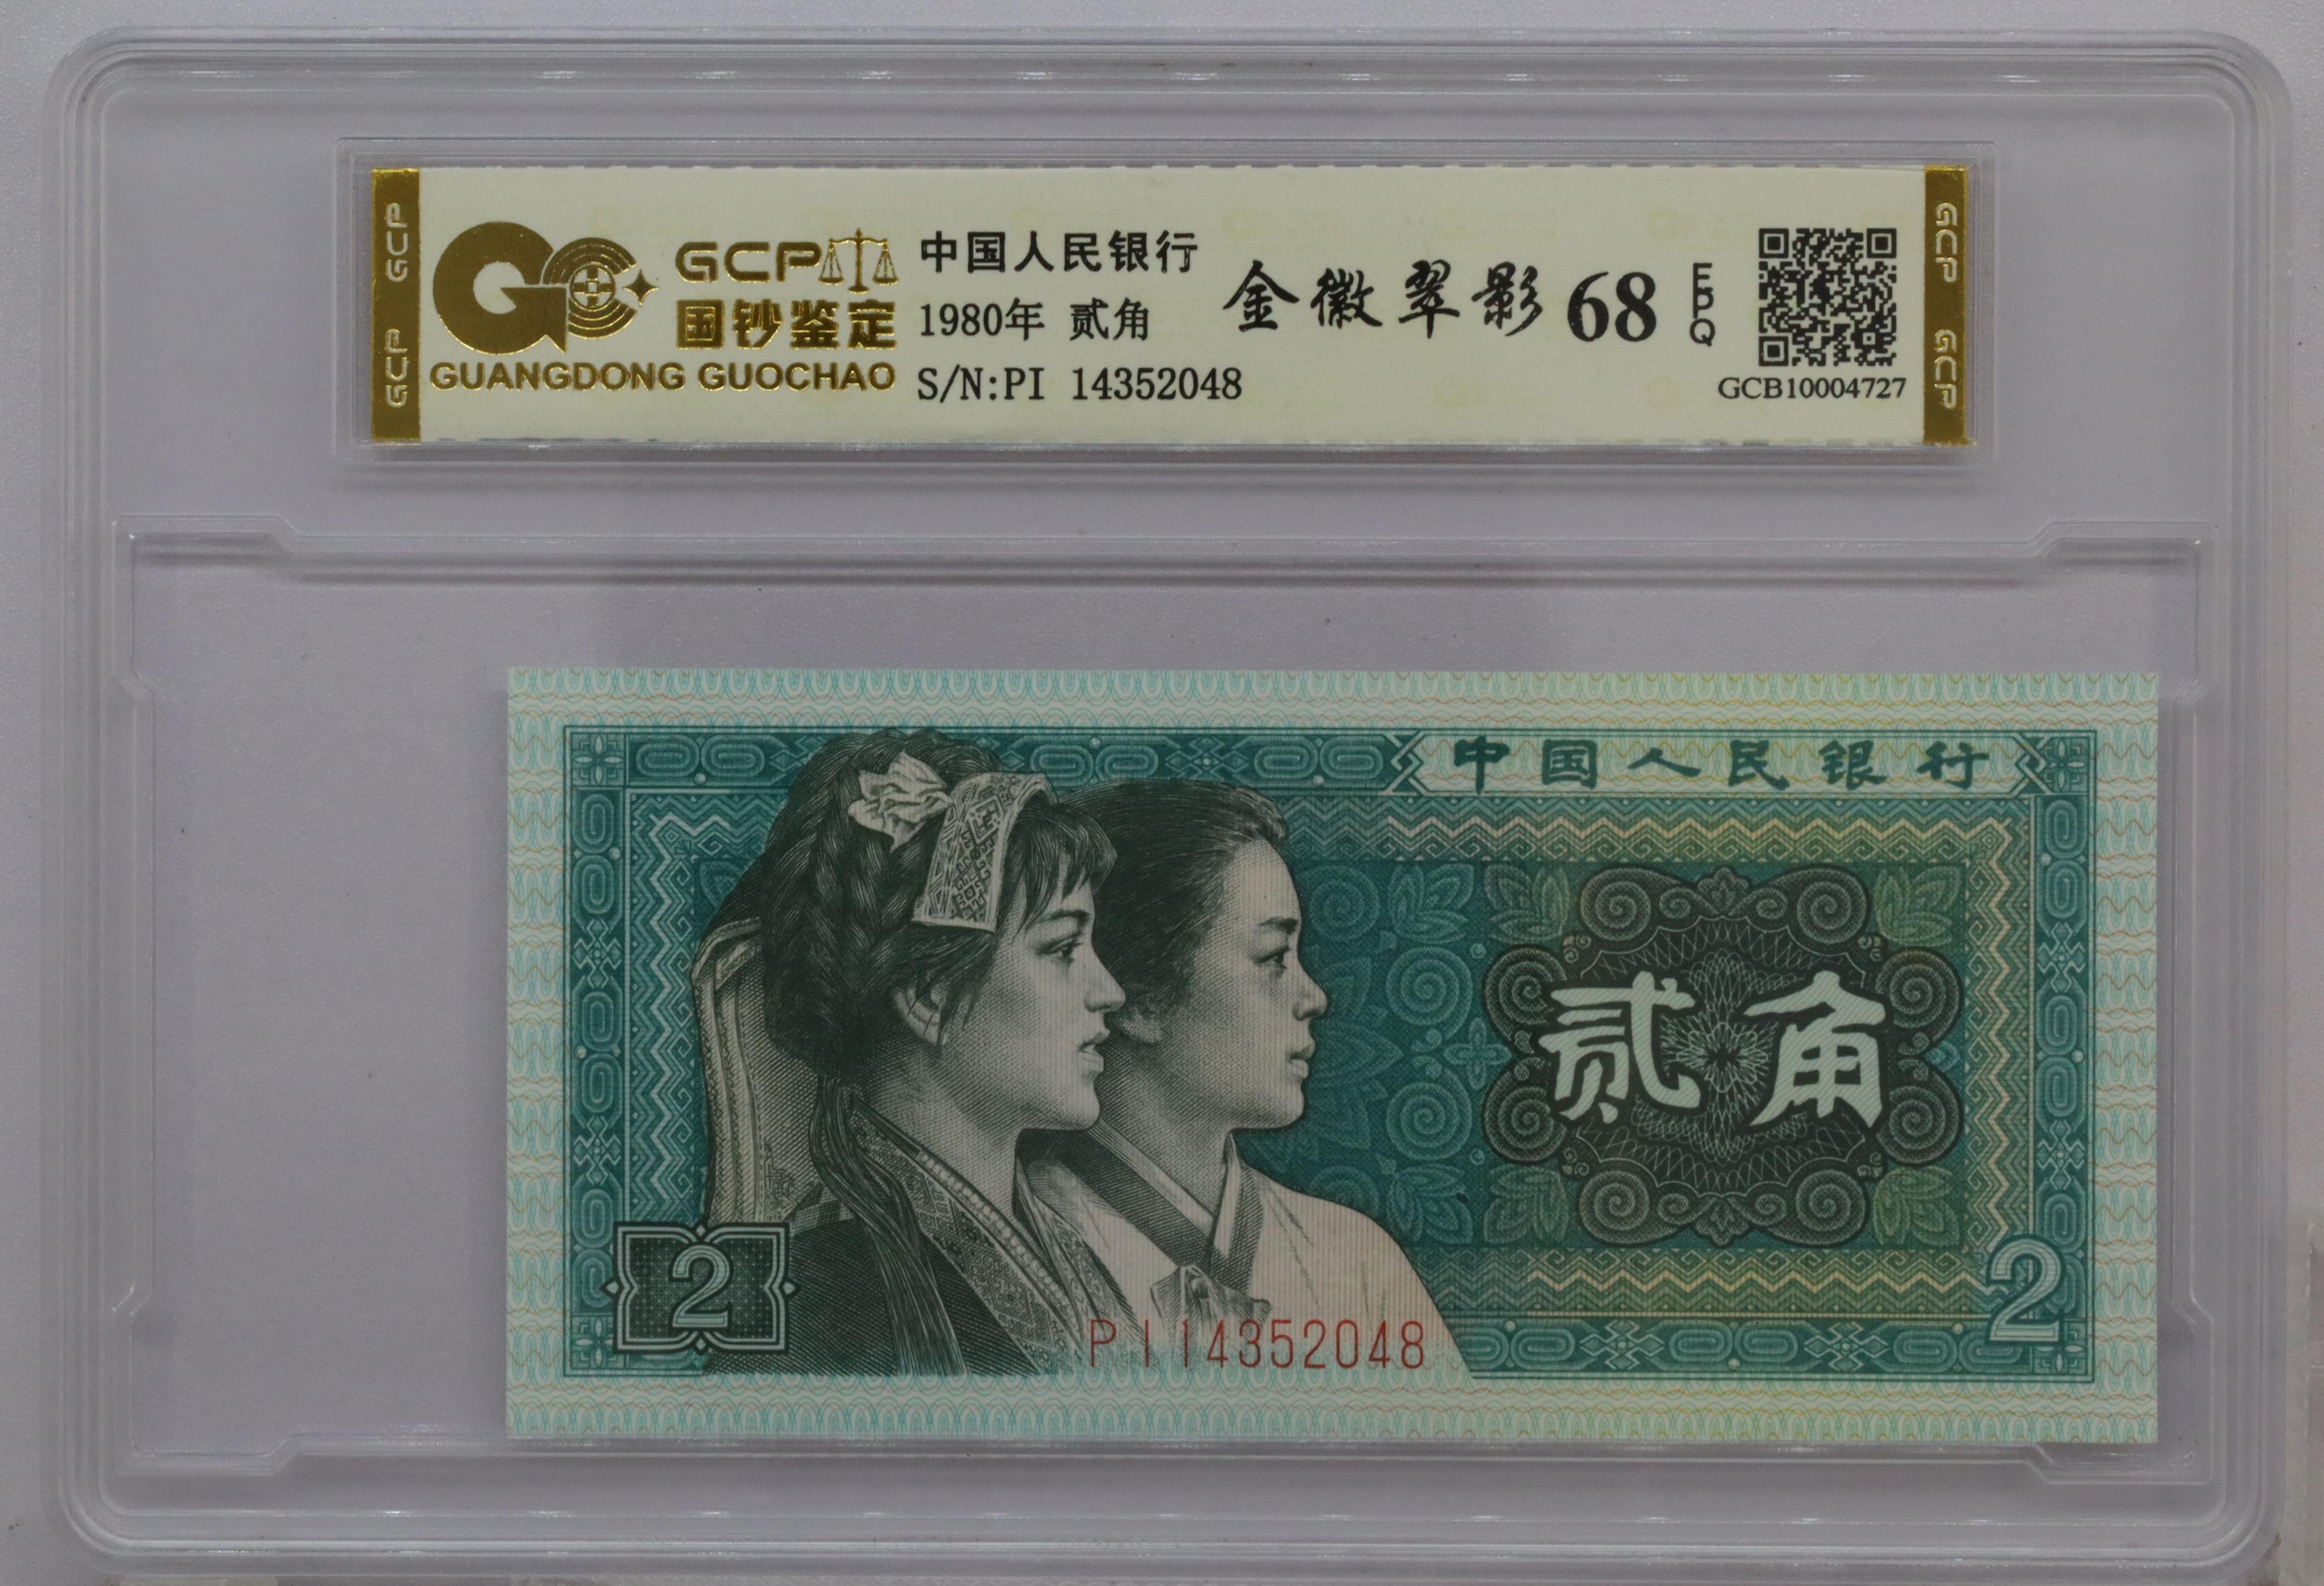 GCP
GCP
GCP
国钞鉴定
GUANGDONG GUOCHAO
中国人民银行
1980年 贰角
S/N:PI 14352048
金徽翠影 68 EPQ
GCB10004727
GCP
GCP
中国人民银行
贰角
2
2
PI14352048